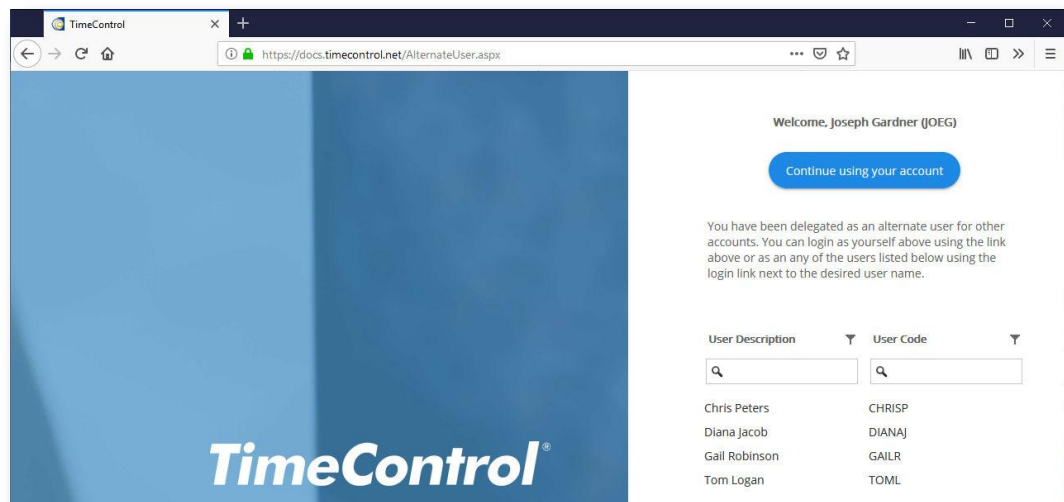 TimeControl
https://docs.timecontrol.net/AlternateUser.aspx
Welcome, Joseph Gardner (JOEG)
Continue using your account
You have been delegated as an alternate user for other
accounts. You can login as yourself above using the link
above or as an any of the users listed below using the
login link next to the desired user name.
User Description User Code
Chris Peters CHRISP
Diana Jacob DIANAJ
Gail Robinson GAILR
Tom Logan TOML
TimeControl®